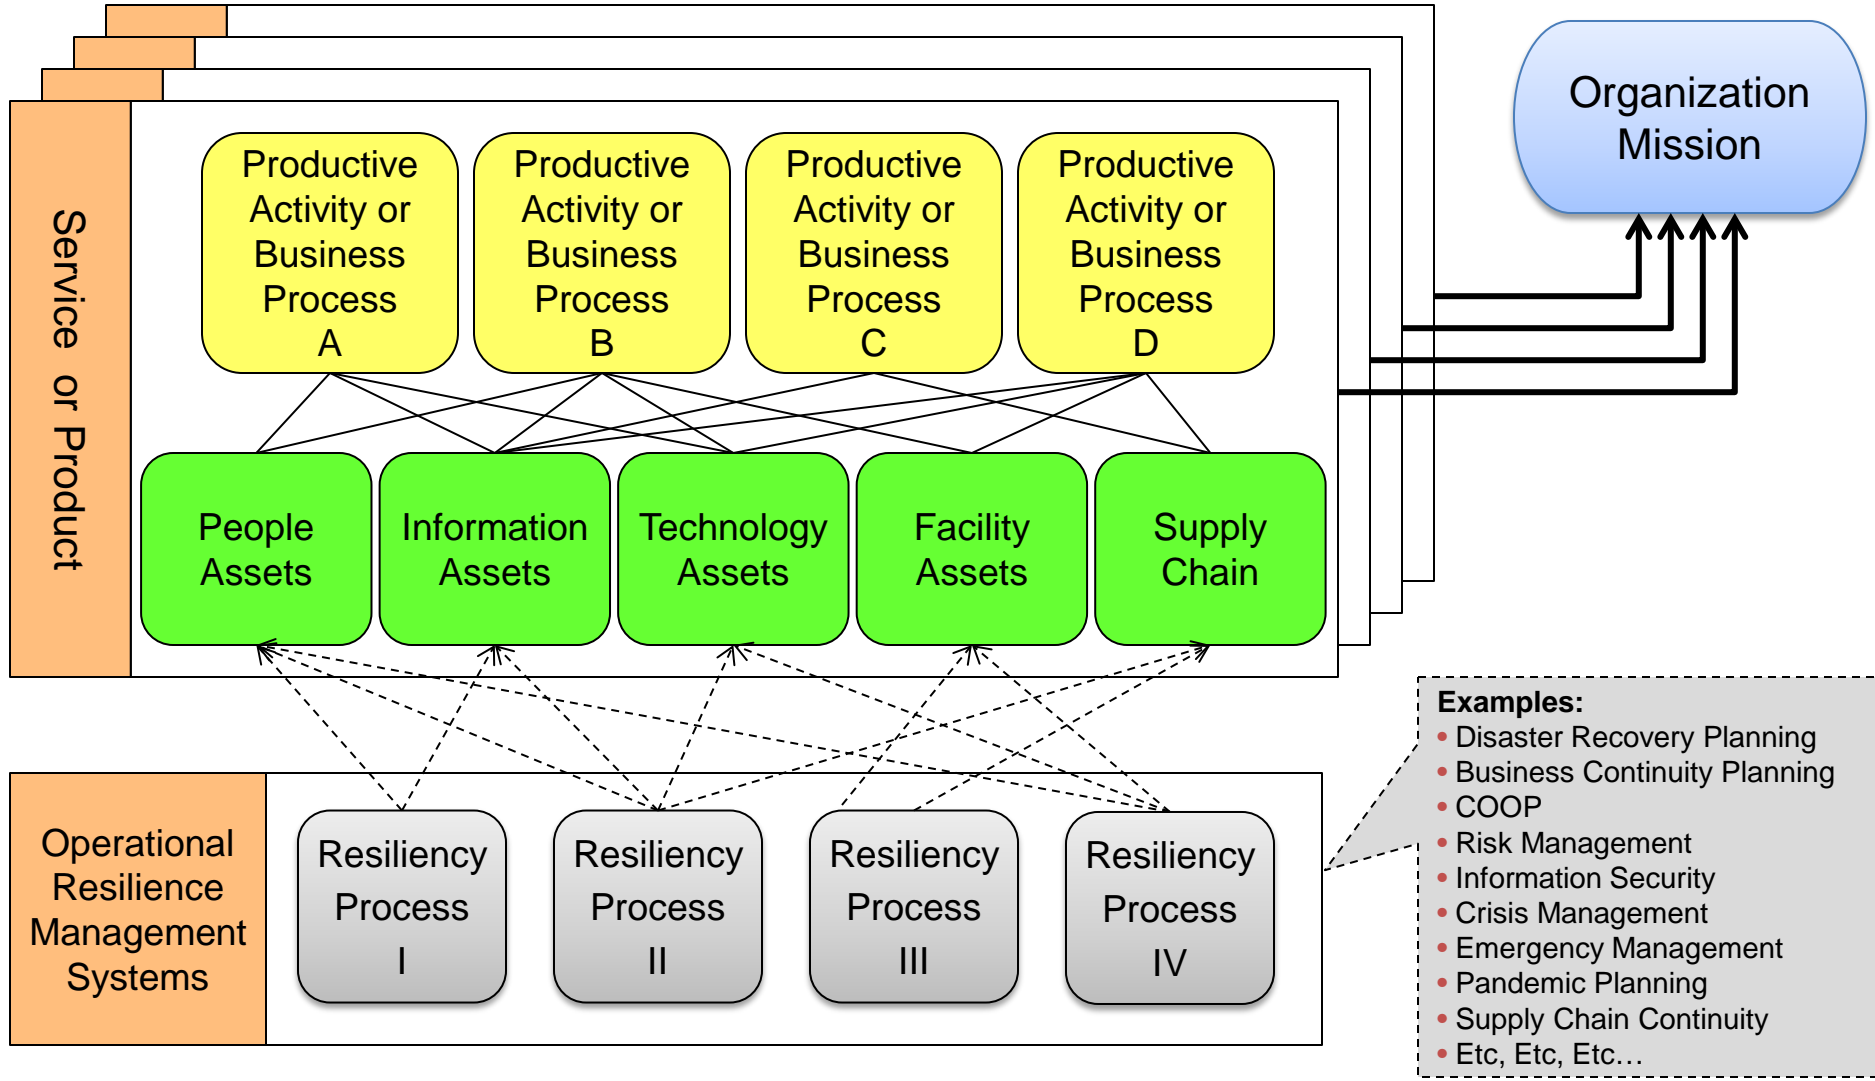 Organization
Mission
Service or Product
Productive
Activity or
Business
Process
A
Productive
Activity or
Business
Process
B
Productive
Activity or
Business
Process
C
Productive
Activity or
Business
Process
D
People
Assets
Information
Assets
Technology
Assets
Facility
Assets
Supply
Chain
Operational
Resilience
Management
Systems
Resiliency
Process
I
Resiliency
Process
II
Resiliency
Process
III
Resiliency
Process
IV
Examples:
• Disaster Recovery Planning
• Business Continuity Planning
• COOP
• Risk Management
• Information Security
• Crisis Management
• Emergency Management
• Pandemic Planning
• Supply Chain Continuity
• Etc, Etc, Etc…